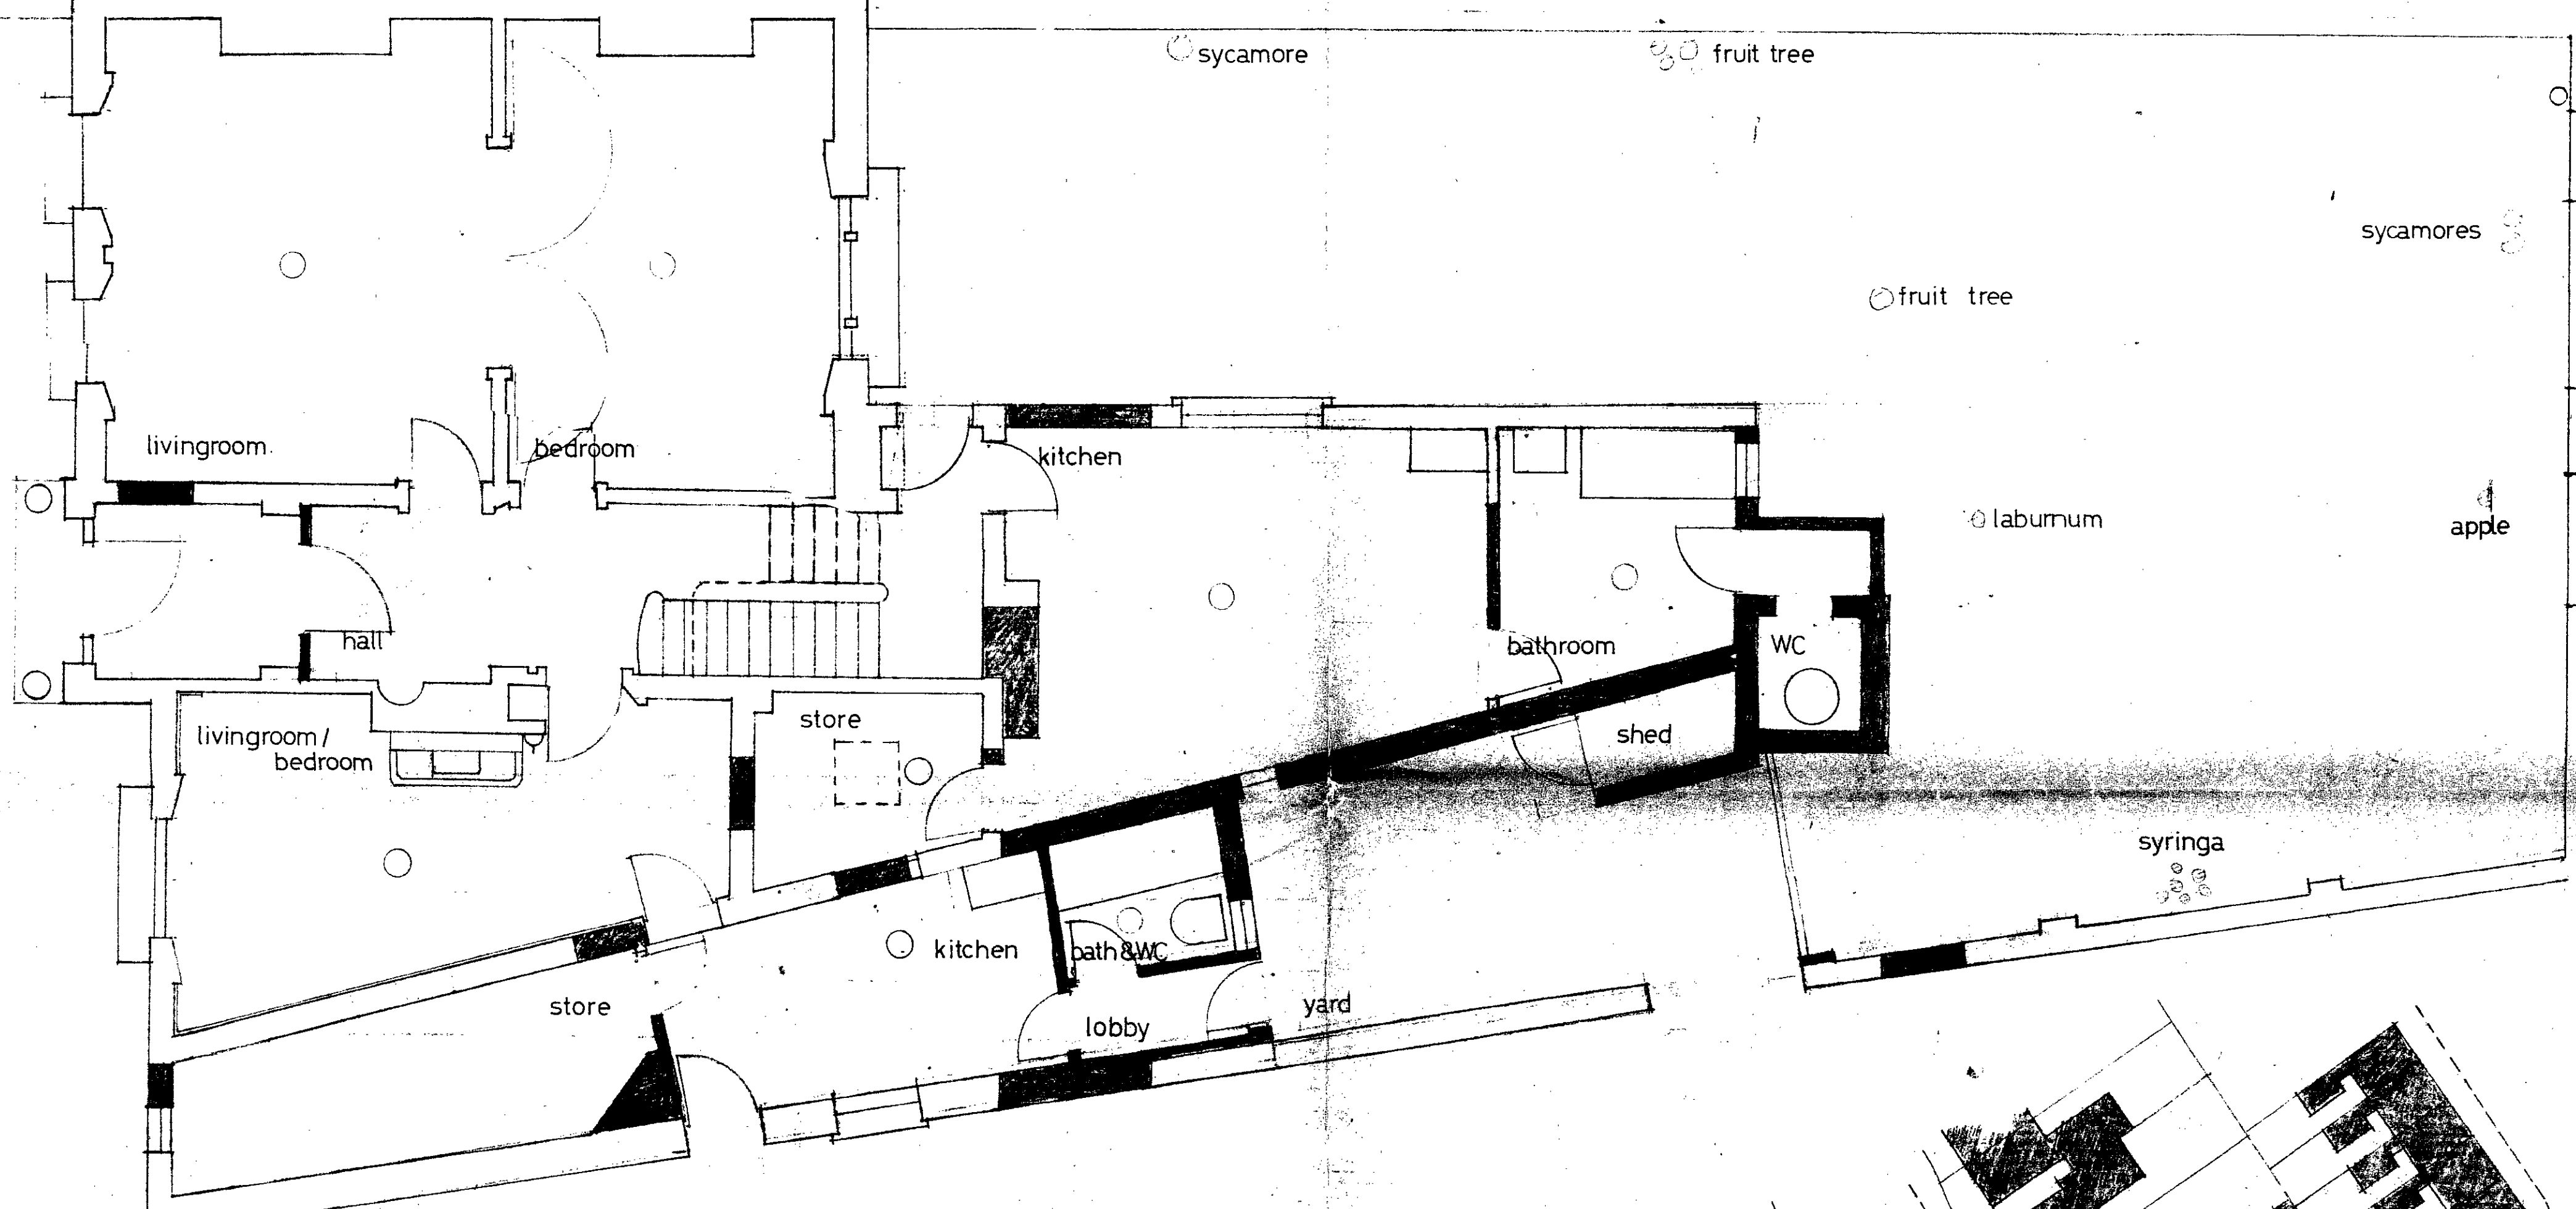 sycamore
fruit tree
sycamores
fruit tree
livingroom
bedroom
kitchen
laburnum
apple
hall
bathroom
WC
store
livingroom/
bedroom
shed
syringa
kitchen
bath & WC
store
lobby
yard